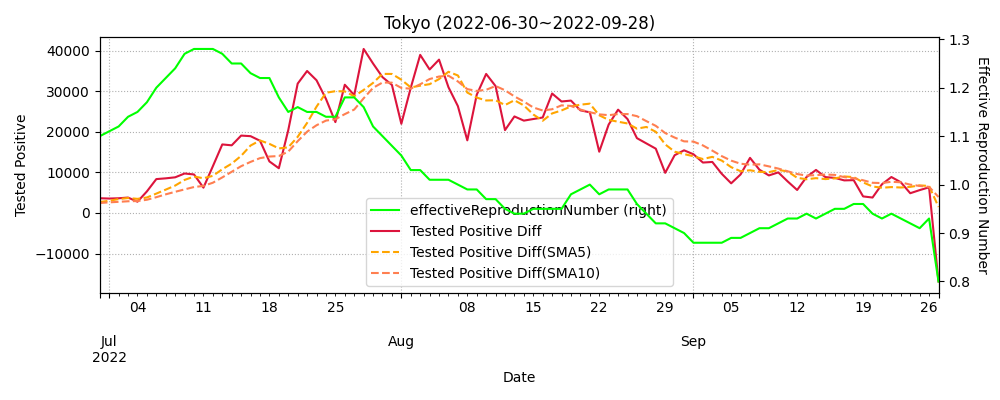 Tokyo (2022-06-30~2022-09-28)
Tested Positive
40000
30000
20000
10000
0
−10000
1.3
1.2
1.1
1.0
0.9
0.8
Effective Reproduction Number
effectiveReproductionNumber (right)
Tested Positive Diff
Tested Positive Diff(SMA5)
Tested Positive Diff(SMA10)
04 11 18 25 08 15 22 29 05 12 19 26
Jul Aug Sep
2022
Date